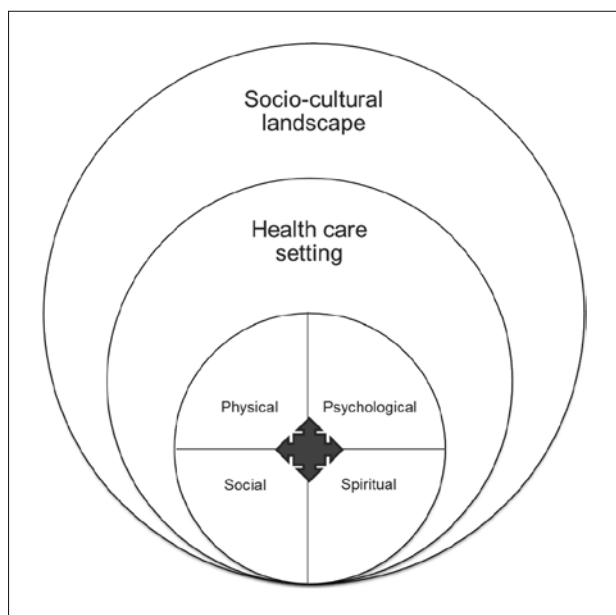 Socio-cultural
landscape
Health care
setting
Physical
Psychological
Social
Spiritual